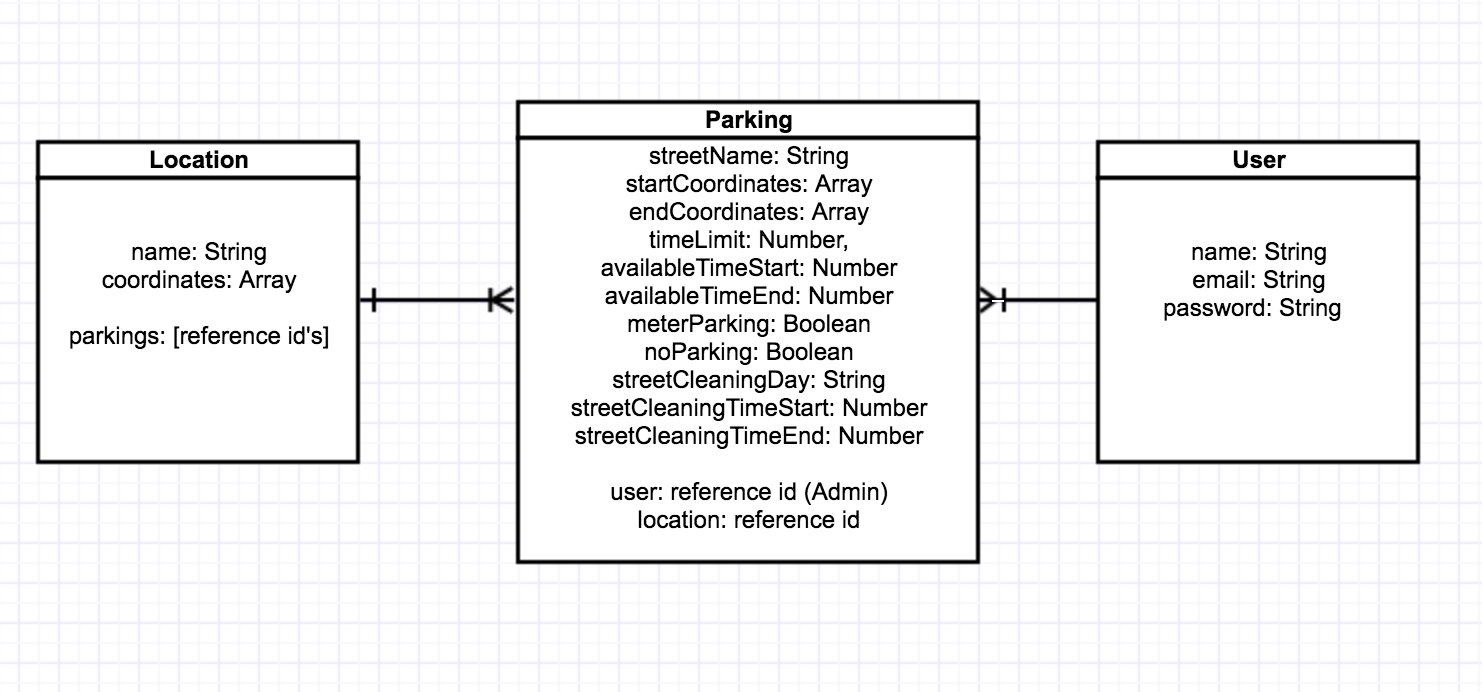 Location
name: String
coordinates: Array
parkings: [reference id's]
Parking
streetName: String
startCoordinates: Array
endCoordinates: Array
timeLimit: Number,
availableTimeStart: Number
availableTimeEnd: Number
meterParking: Boolean
noParking: Boolean
streetCleaningDay: String
streetCleaningTimeStart: Number
streetCleaningTimeEnd: Number
user: reference id (Admin)
location: reference id
User
name: String
email: String
password: String